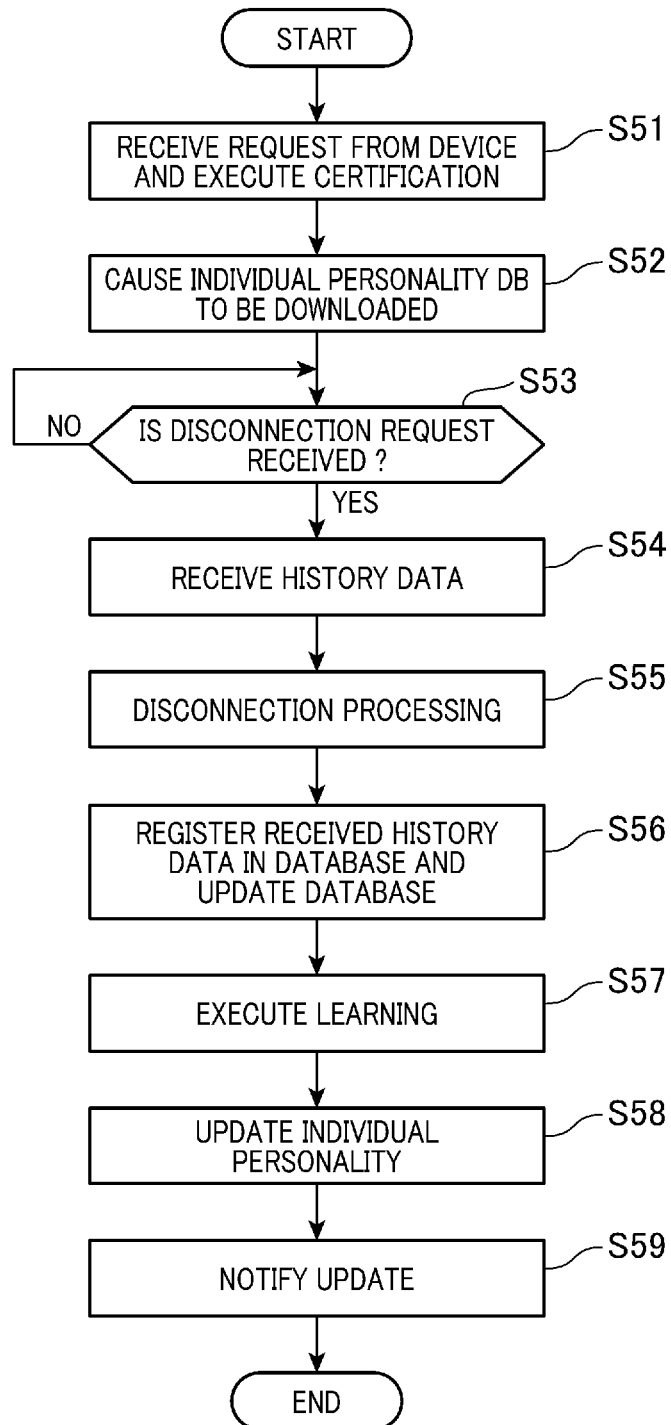 START
S51
RECEIVE REQUEST FROM DEVICE
AND EXECUTE CERTIFICATION
S52
CAUSE INDIVIDUAL PERSONALITY DB
TO BE DOWNLOADED
S53
NO
IS DISCONNECTION REQUEST
RECEIVED ?
YES
S54
RECEIVE HISTORY DATA
S55
DISCONNECTION PROCESSING
S56
REGISTER RECEIVED HISTORY
DATA IN DATABASE AND
UPDATE DATABASE
S57
EXECUTE LEARNING
S58
UPDATE INDIVIDUAL
PERSONALITY
S59
NOTIFY UPDATE
END